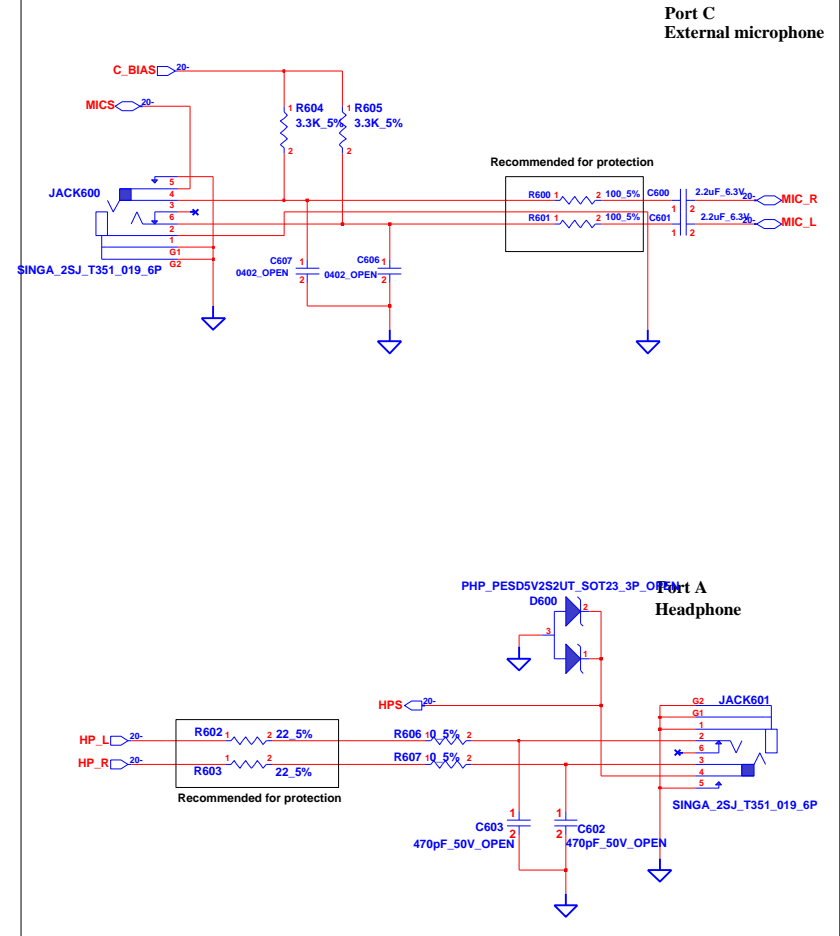 Port C
External microphone
C_BIAS 20-
MICS 20-
1 R604 1 R605
3.3K_5% 3.3K_5%
2 2
Recommended for protection
JACK600
5
4
3
6
2
1
G1
G2
SINGA_2SJ_T351_019_6P
R600 1 2 100_5% C600 2.2uF_6.3V 20- MIC_R
1 2
R601 1 2 100_5% C601 2.2uF_6.3V 20- MIC_L
1 2
C607 1 C606 1
0402_OPEN 2 0402_OPEN 2
PHP_PESD5V2S2UT_SOT23_3P_OPEN
Port A
D600
Headphone
2
3
1
HPS 20-
G2 JACK601
G1
1
2
6
3
4
5
SINGA_2SJ_T351_019_6P
HP_L 20- R602 1 2 22_5% R606 1 0_5% 2
HP_R 20- R603 1 2 22_5% R607 1 0_5% 2
Recommended for protection
1 1
C603 2 2 C602
470pF_50V_OPEN 470pF_50V_OPEN